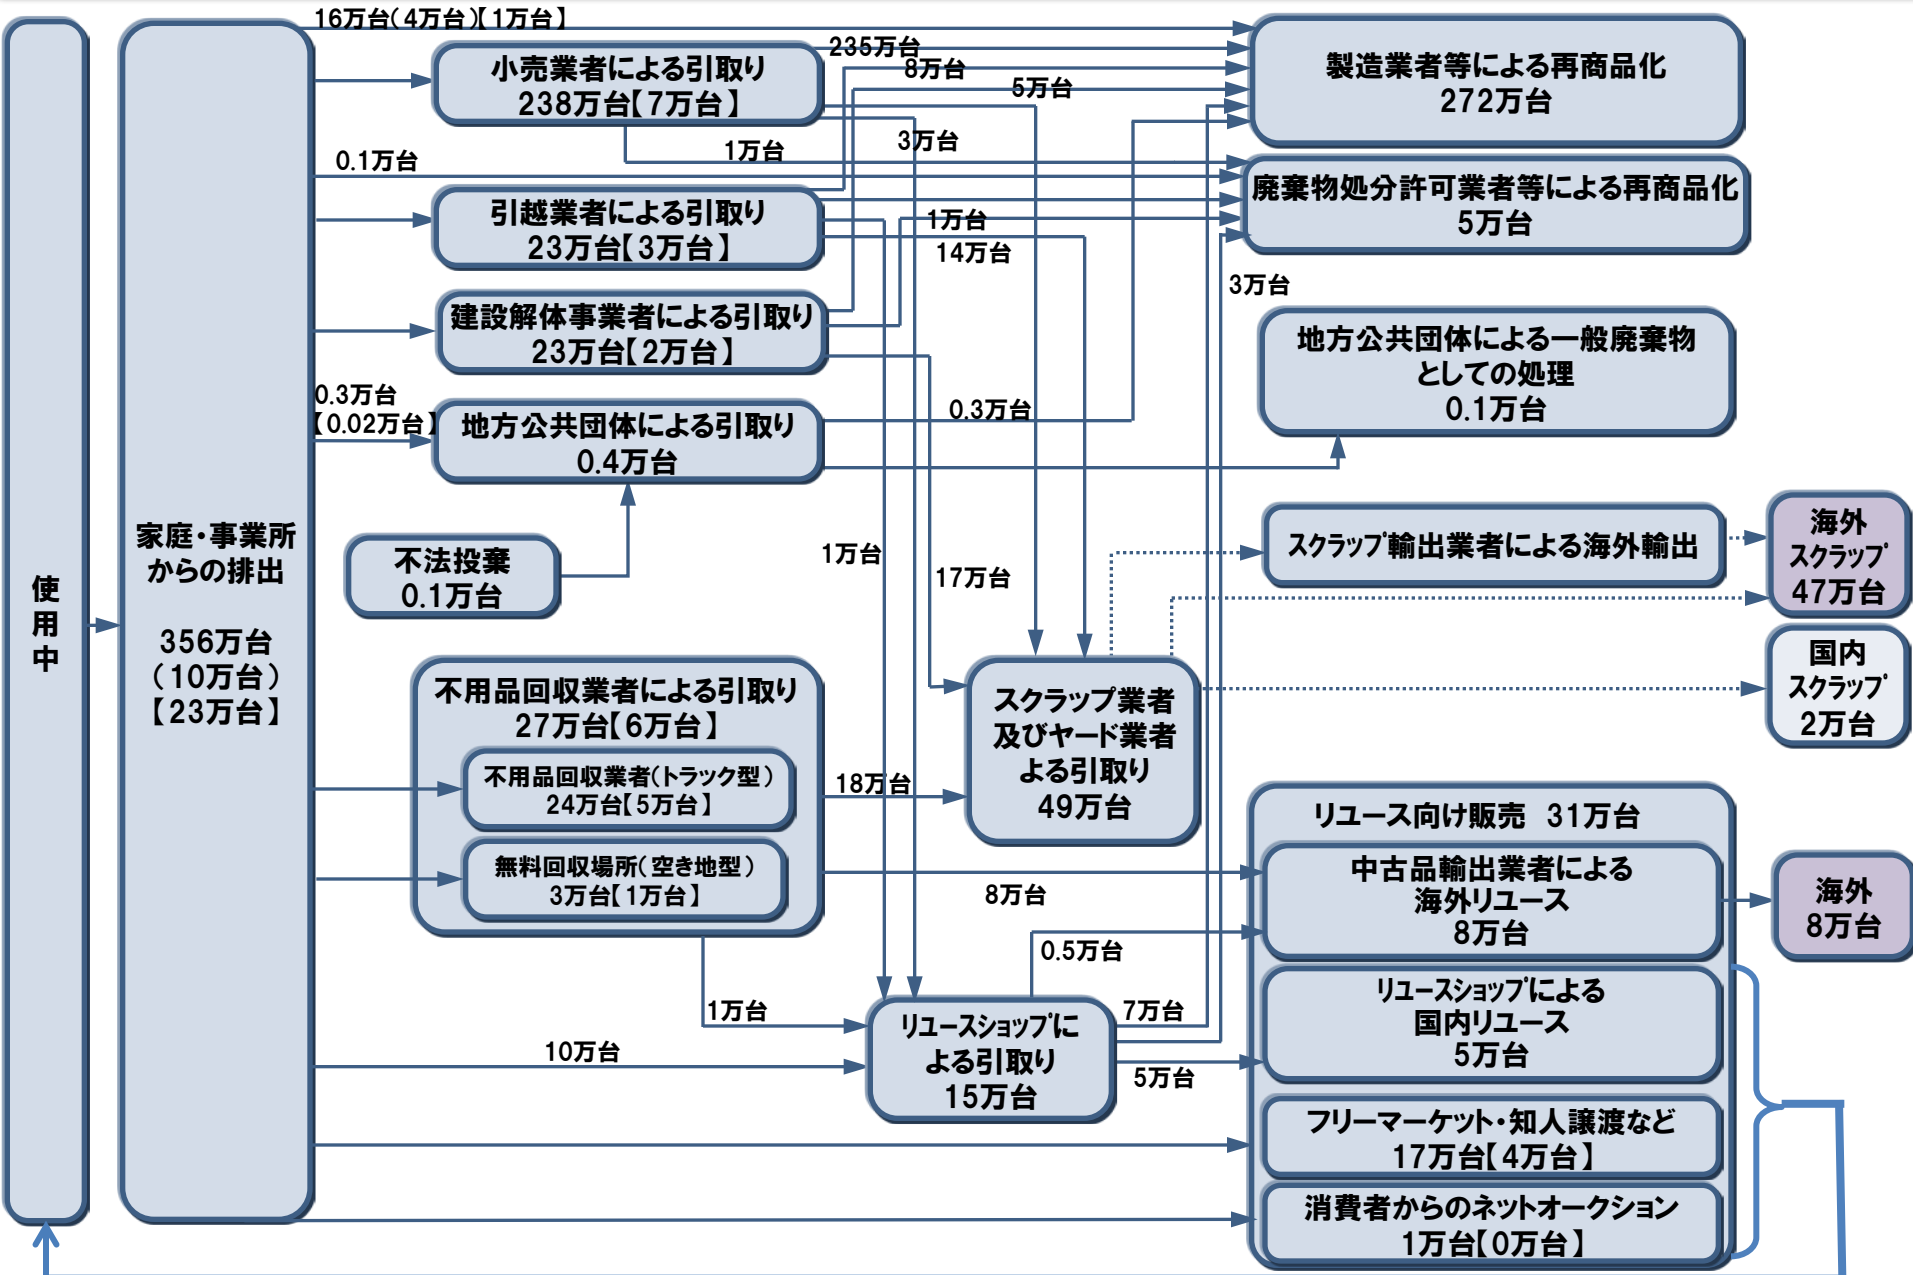 使
用
中
家庭・事業所
からの排出
356万台
（10万台）
【23万台】
16万台(4万台)【1万台】
小売業者による引取り
238万台【7万台】
235万台
8万台
5万台
3万台
1万台
0.1万台
引越業者による引取り
23万台【3万台】
1万台
14万台
建設解体事業者による引取り
23万台【2万台】
0.3万台
【0.02万台】
地方公共団体による引取り
0.4万台
0.3万台
不法投棄
0.1万台
1万台
17万台
不用品回収業者による引取り
27万台【6万台】
不用品回収業者(トラック型)
24万台【5万台】
無料回収場所(空き地型)
3万台【1万台】
18万台
8万台
スクラップ業者
及びヤード業者
よる引取り
49万台
0.5万台
1万台
10万台
リユースショップに
よる引取り
15万台
7万台
5万台
3万台
製造業者等による再商品化
272万台
廃棄物処分許可業者等による再商品化
5万台
地方公共団体による一般廃棄物
としての処理
0.1万台
スクラップ輸出業者による海外輸出
海外
スクラップ
47万台
国内
スクラップ
2万台
リユース向け販売 31万台
中古品輸出業者による
海外リユース
8万台
海外
8万台
リユースショップによる
国内リユース
5万台
フリーマーケット・知人譲渡など
17万台【4万台】
消費者からのネットオークション
1万台【0万台】